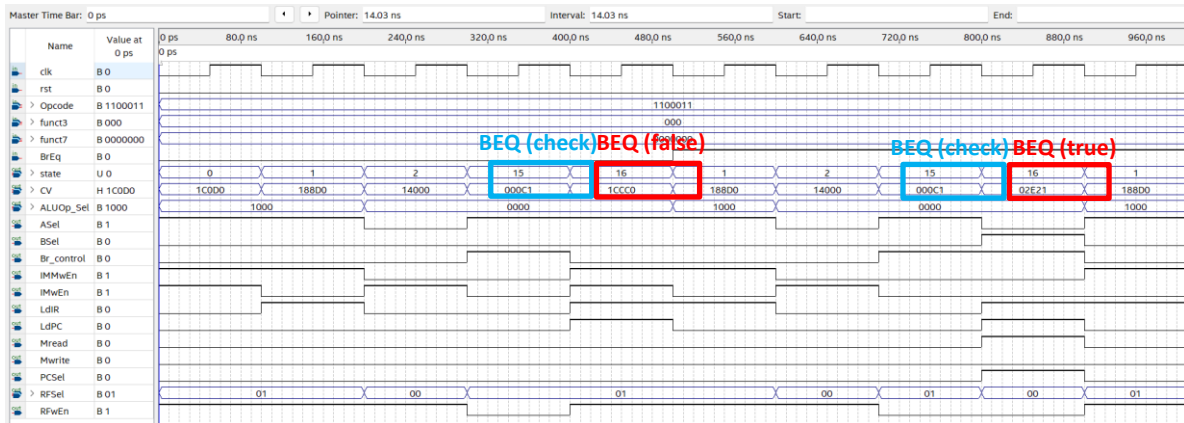 Master Time Bar: 0 ps Pointer: 14.03 ns Interval: 14.03 ns Start: End:
Name Value at 0 ps 0 ps 80,0 ns 160,0 ns 240,0 ns 320,0 ns 400,0 ns 480,0 ns 560,0 ns 640,0 ns 720,0 ns 800,0 ns 880,0 ns 960,0 ns
0 ps
clk B 0
rst B 0
> Opcode B 1100011 1100011
> funct3 B 000 000
> funct7 B 0000000
BEQ (check) BEQ (false) BEQ (check) BEQ (true)
BrEq B 0
> state U 0 0 1 2 15 16 1 2 15 16 1
> CV H 1C0D0 1C0D0 188D0 14000 000C1 1CCC0 188D0 14000 000C1 02E21 188D0
> ALUOp_Sel B 1000 1000 0000 1000 0000 1000
ASel B 1
BSel B 0
Br_control B 0
IMMwEn B 1
IMwEn B 1
LdIR B 0
LdPC B 0
Mread B 0
Mwrite B 0
PCSel B 0
> RFSel B 01 01 00 01 00 01 00 01
RFwEn B 1